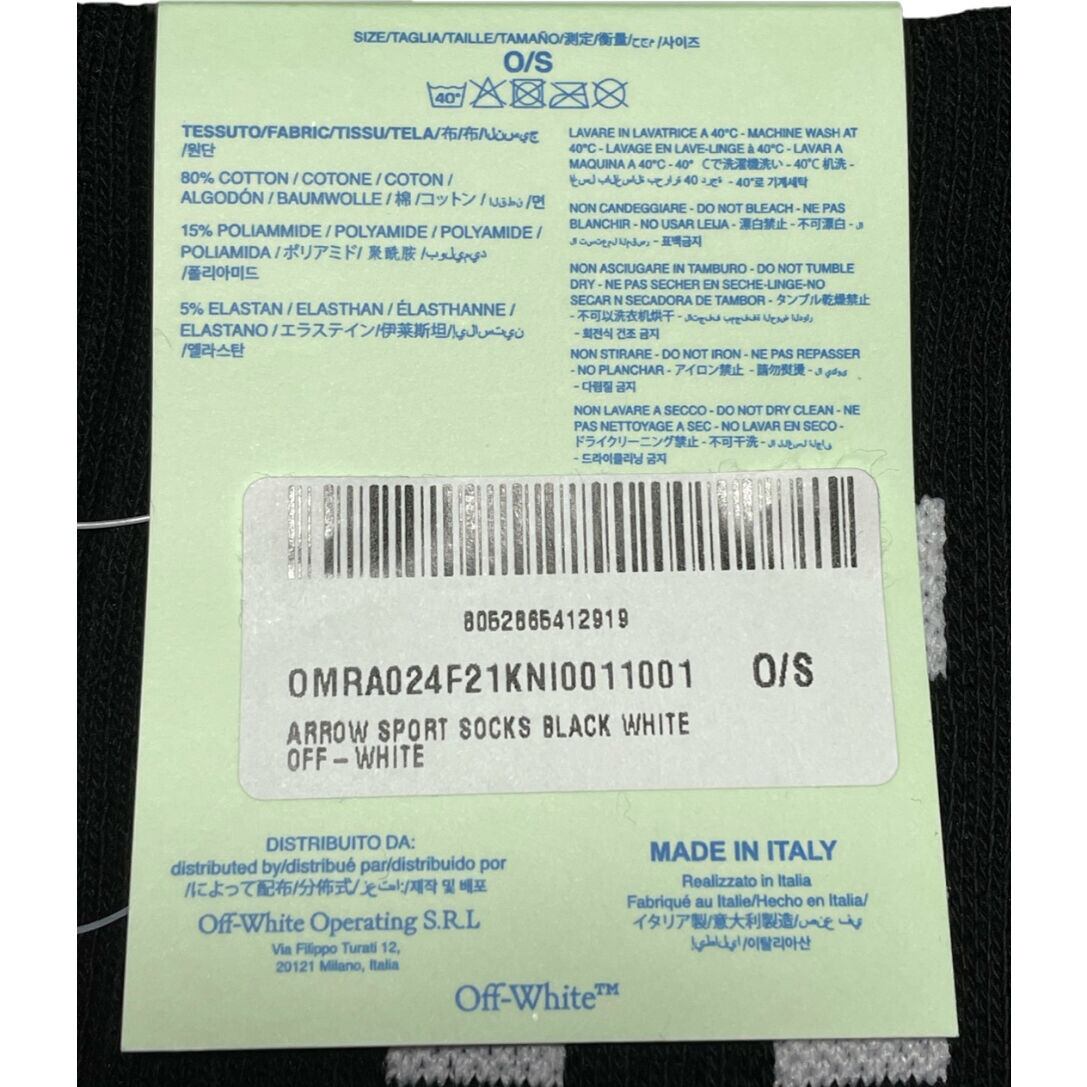 SIZE/TAGLIA/TAILLE/TAMAÑO/测定/衡量/حجم/사이즈
O/S
40°
TESSUTO/FABRIC/TISSU/TELA/布/布/
/원단
80% COTTON / COTONE / COTON /
ALGODÓN / BAUMWOLLE / 棉 /コットン / /면
15% POLIAMMIDE / POLYAMIDE / POLYAMIDE /
POLIAMIDA / ポリアミド/ 聚酰胺 /
/폴리아미드
5% ELASTAN / ELASTHAN / ÉLASTHANNE /
ELASTANO / エラステイン/伊莱斯坦/
/엘라스탄
LAVARE IN LAVATRICE A 40°C - MACHINE WASH AT
40°C - LAVAGE EN LAVE-LINGE à 40°C - LAVAR A
MAQUINA A 40°C - 40° Cで洗濯機洗い - 40℃ 机洗 -
- 40°로 기계세탁
NON CANDEGGIARE - DO NOT BLEACH - NE PAS
BLANCHIR - NO USAR LEIJA - 漂白禁止 - 不可漂白 -
- 표백금지
NON ASCIUGARE IN TAMBURO - DO NOT TUMBLE
DRY - NE PAS SECHER EN SECHE-LINGE-NO
SECAR N SECADORA DE TAMBOR - タンブル乾燥禁止
- 不可以洗衣机烘干 -
- 회전식 건조 금지
NON STIRARE - DO NOT IRON - NE PAS REPASSER
- NO PLANCHAR - アイロン禁止 - 請勿熨燙 -
- 다림질 금지
NON LAVARE A SECCO - DO NOT DRY CLEAN - NE
PAS NETTOYAGE A SEC - NO LAVAR EN SECO -
ドライクリーニング禁止 - 不可干洗 -
- 드라이클리닝 금지
8052865412919
OMRA024F21KNI0011001 O/S
ARROW SPORT SOCKS BLACK WHITE
OFF-WHITE
DISTRIBUITO DA:
distributed by/distribué par/distribuido por
/によって配布/分佈式/ /제작 및 배포
Off-White Operating S.R.L
Via Filippo Turati 12,
20121 Milano, Italia
MADE IN ITALY
Realizzato in Italia
Fabriqué au Italie/Hecho en Italia/
イタリア製/意大利製造/
/이탈리아산
Off-White™